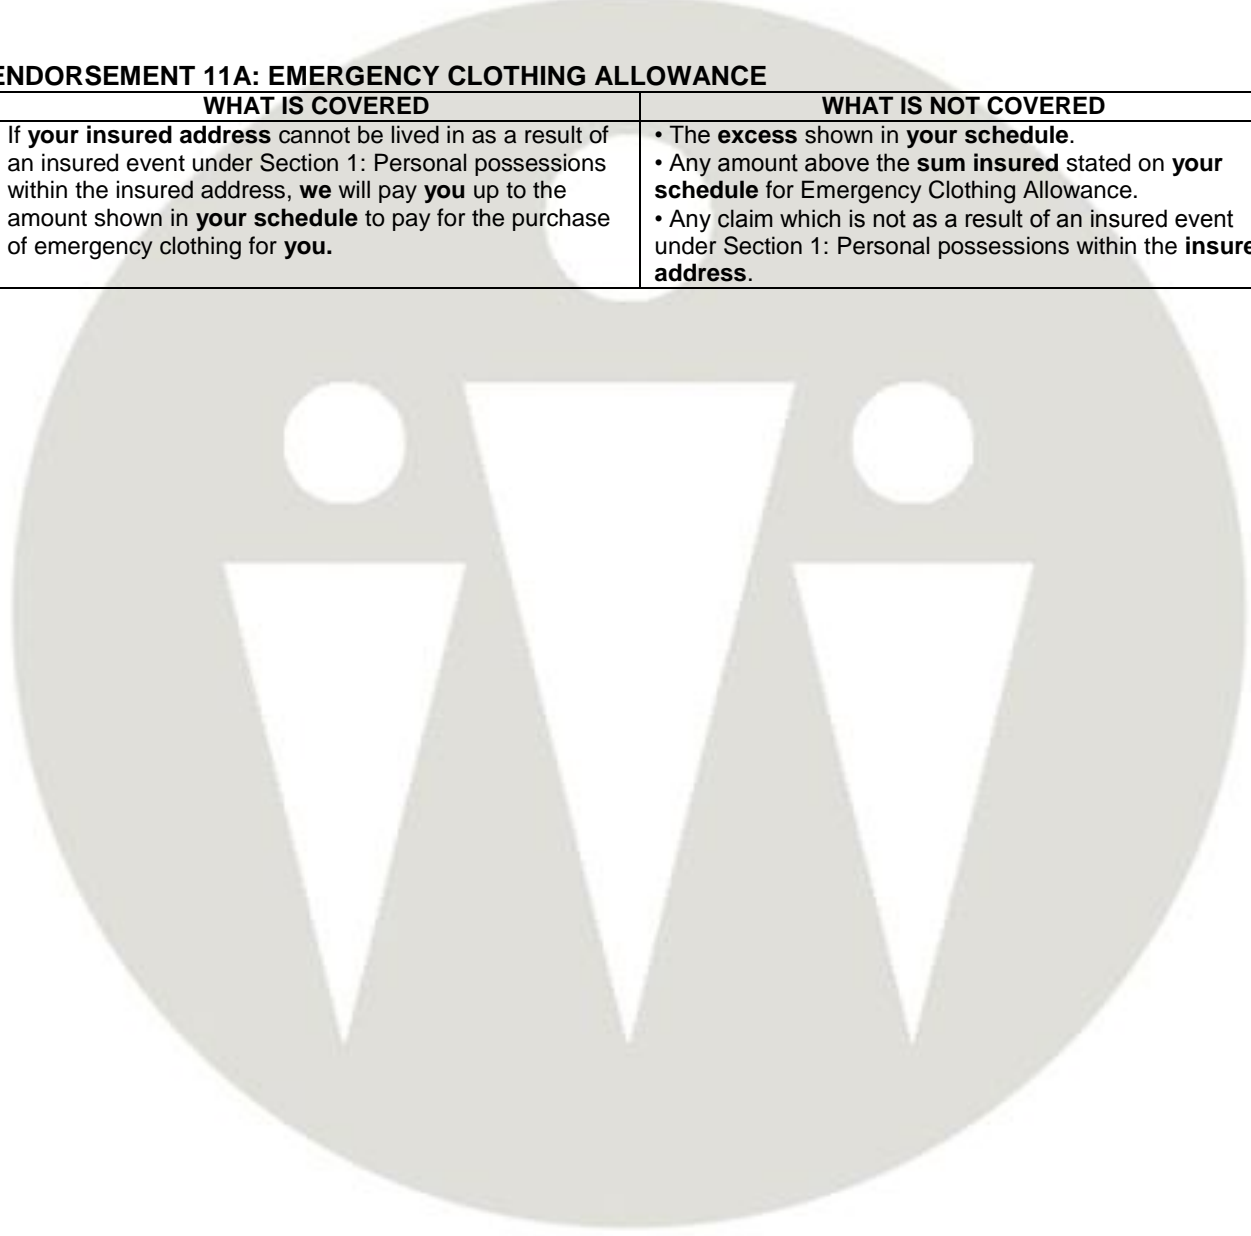 ENDORSEMENT 11A: EMERGENCY CLOTHING ALLOWANCE
WHAT IS COVERED
If your insured address cannot be lived in as a result of
an insured event under Section 1: Personal possessions
within the insured address, we will pay you up to the
amount shown in your schedule to pay for the purchase
of emergency clothing for you.
WHAT IS NOT COVERED
• The excess shown in your schedule.
• Any amount above the sum insured stated on your
schedule for Emergency Clothing Allowance.
• Any claim which is not as a result of an insured event
under Section 1: Personal possessions within the insure
address.